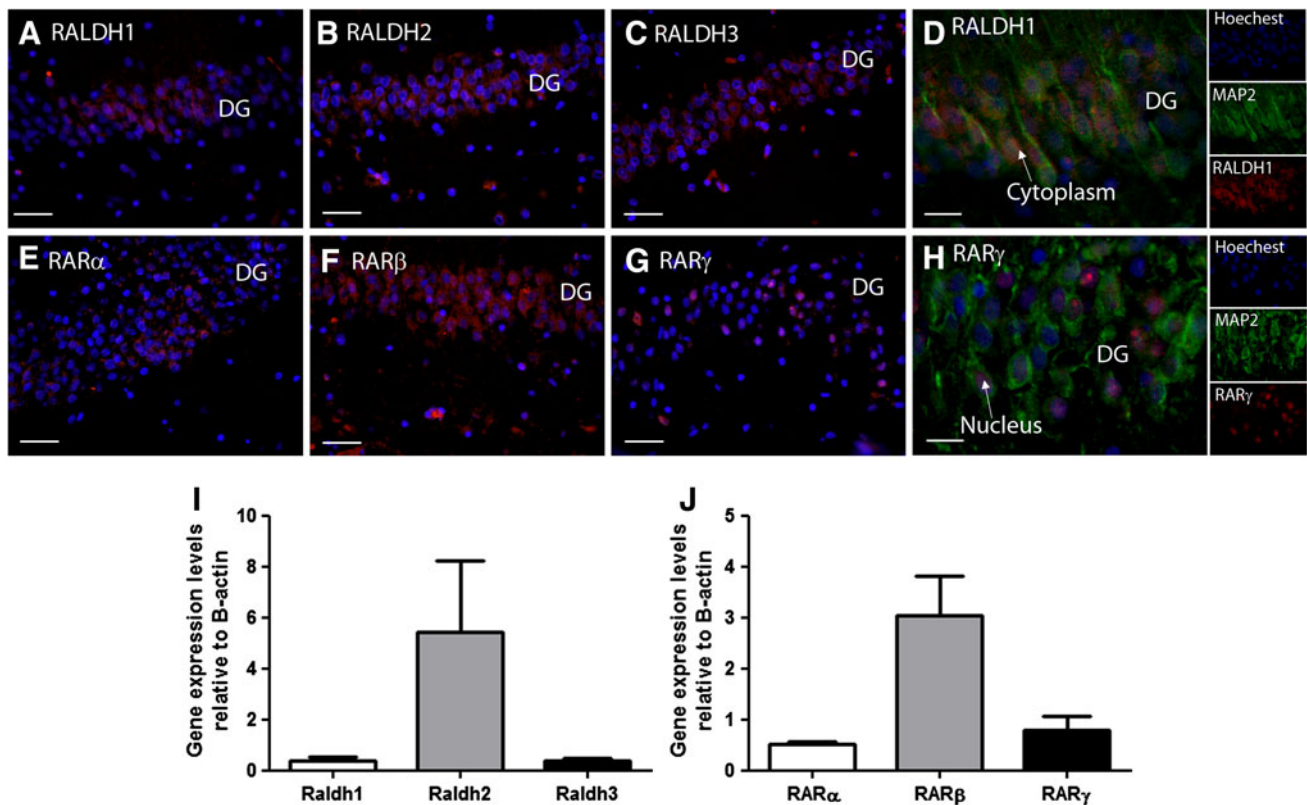 A RALDH1
DG
B RALDH2
DG
C RALDH3
DG
D RALDH1
DG
Cytoplasm
Hoechest
MAP2
RALDH1
E RARα
DG
F RARβ
DG
G RARγ
DG
H RARγ
DG
Nucleus
Hoechest
MAP2
RARγ
I
Gene expression levels
relative to B-actin
10
8
6
4
2
0
Raldh1 Raldh2 Raldh3
J
Gene expression levels
relative to B-actin
5
4
3
2
1
0
RARα RARβ RARγ